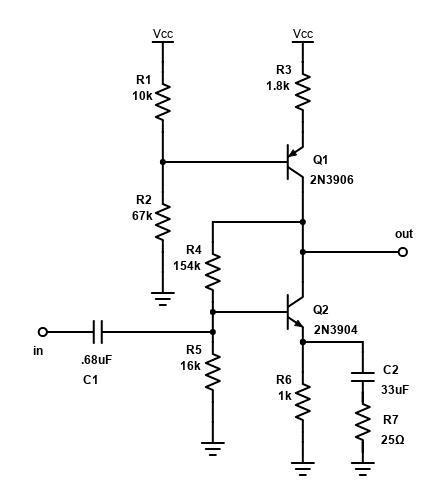 Vcc
Vcc
R1
10k
R3
1.8k
Q1
2N3906
R2
67k
out
R4
154k
Q2
2N3904
in
.68uF
C1
R5
16k
R6
1k
C2
33uF
R7
25Ω